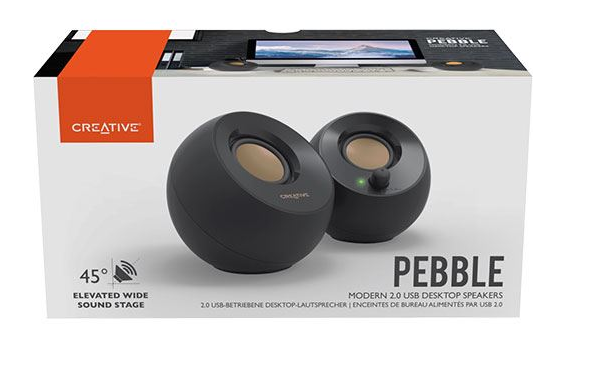 PEBBLE
CREATIVE
CREATIVE
45°
ELEVATED WIDE
SOUND STAGE
PEBBLE
MODERN 2.0 USB DESKTOP SPEAKERS
2.0 USB-BETRIEBENE DESKTOP-LAUTSPRECHER | ENCEINTES DE BUREAU ALIMENTÉS PAR USB 2.0